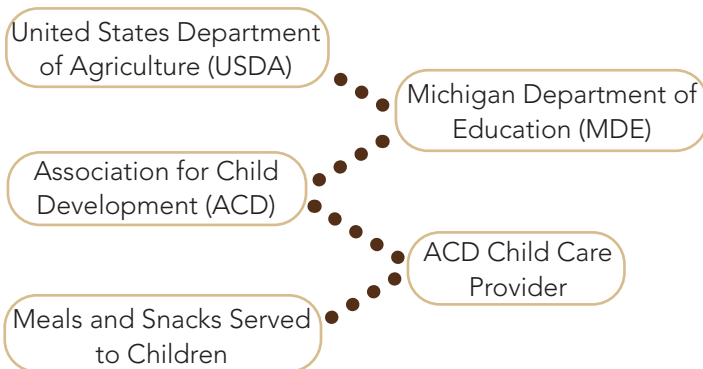 United States Department
of Agriculture (USDA)
Michigan Department of
Education (MDE)
Association for Child
Development (ACD)
ACD Child Care
Provider
Meals and Snacks Served
to Children